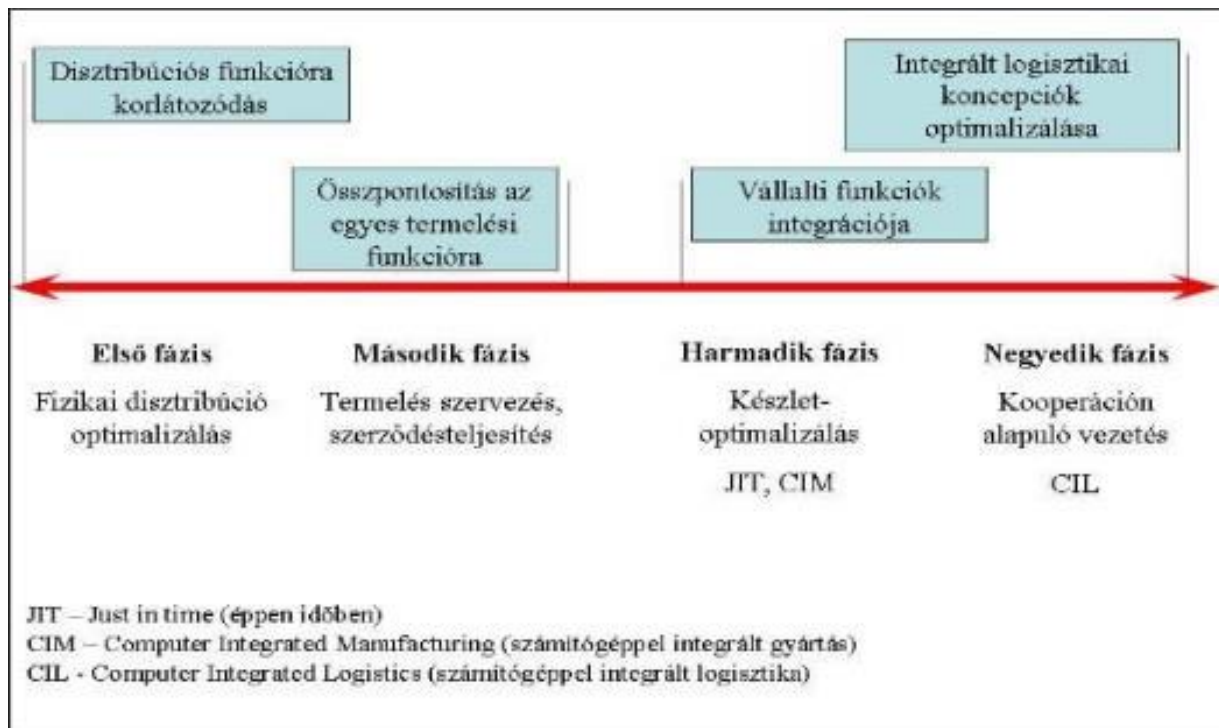 Disztribúciós funkcióra
korlátozódás
Integrált logisztikai
koncepciók
optimalizálása
Összpontosítás az
egyes termelési
funkcióra
Vállalti funkciók
integrációja
Első fázis
Fizikai disztribúció
optimalizálás
Második fázis
Termelés szervezés,
szerződésteljesítés
Harmadik fázis
Készlet-
optimalizálás
JIT, CIM
Negyedik fázis
Kooperáción
alapuló vezetés
CIL
JIT – Just in time (éppen időben)
CIM – Computer Integrated Manufacturing (számítógéppel integrált gyártás)
CIL - Computer Integrated Logistics (számítógéppel integrált logisztika)